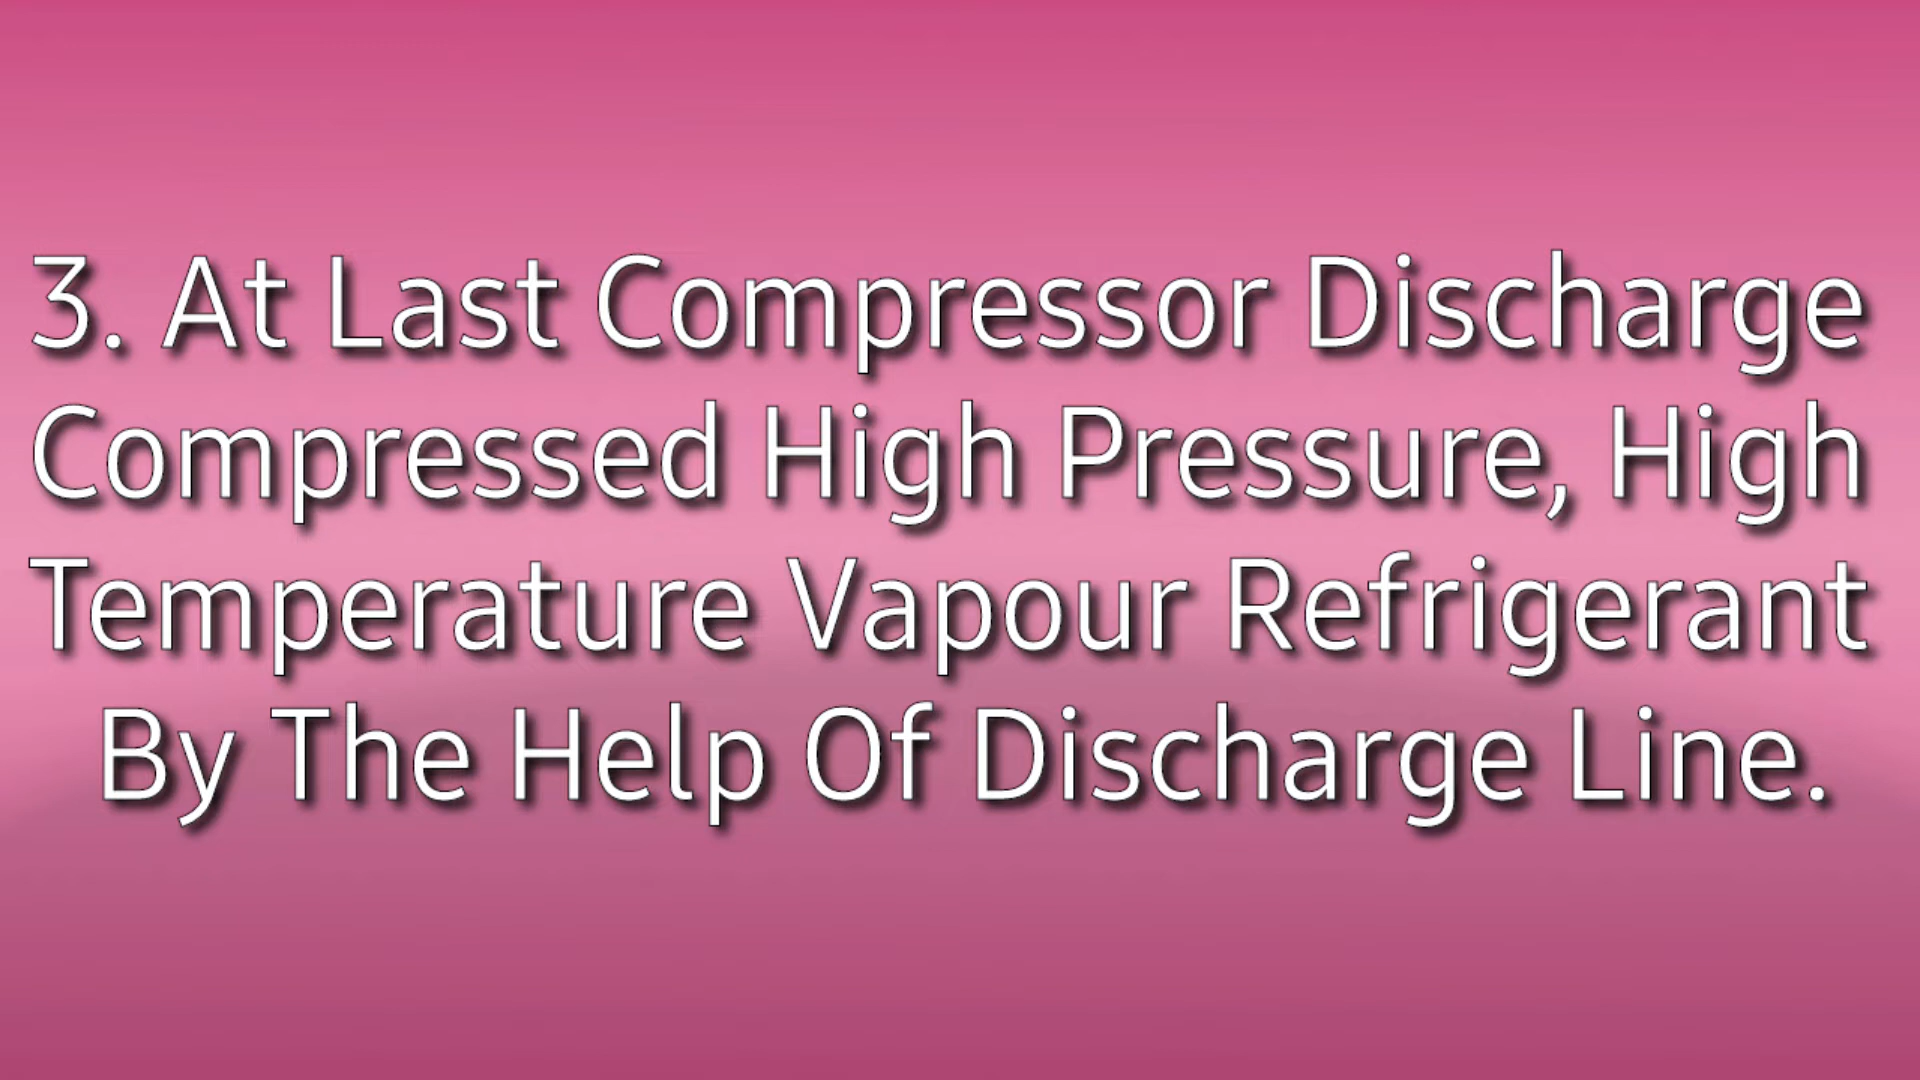 3. At Last Compressor Discharge
Compressed High Pressure, High
Temperature Vapour Refrigerant
By The Help Of Discharge Line.